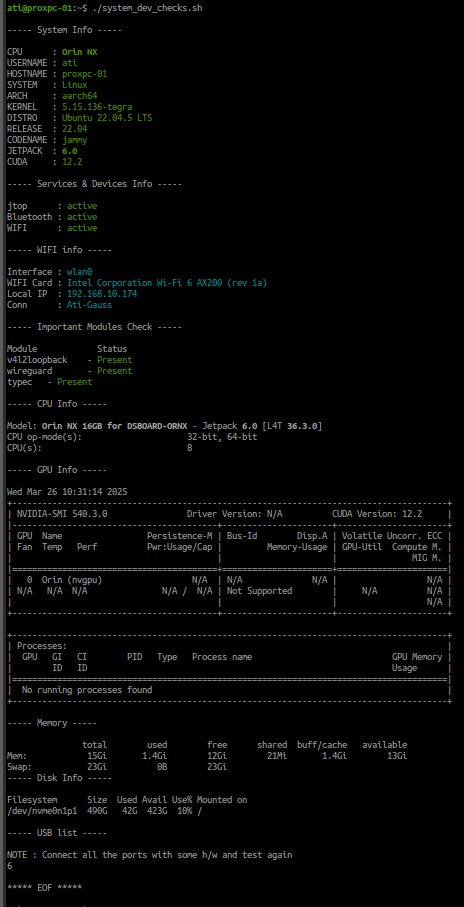 ati@proxpc-01:~$ ./system_dev_checks.sh
----- System Info -----
CPU      : Orin NX
USERNAME : ati
HOSTNAME : proxpc-01
SYSTEM   : Linux
ARCH     : aarch64
KERNEL   : 5.15.136-tegra
DISTRO   : Ubuntu 22.04.5 LTS
RELEASE  : 22.04
CODENAME : jammy
JETPACK  : 6.0
CUDA     : 12.2
----- Services & Devices Info -----
jtop      : active
Bluetooth : active
WIFI      : active
----- WIFI info -----
Interface : wlan0
WIFI Card : Intel Corporation Wi-Fi 6 AX200 (rev 1a)
Local IP  : 192.168.10.174
Conn      : Ati-Gauss
----- Important Modules Check -----
Module            Status
v4l2loopback    - Present
wireguard       - Present
typec   - Present
----- CPU Info -----
Model: Orin NX 16GB for DSBOARD-ORNX - Jetpack 6.0 [L4T 36.3.0]
CPU op-mode(s):                     32-bit, 64-bit
CPU(s):                             8
----- GPU Info -----
Wed Mar 26 10:31:14 2025
+---------------------------------------------------------------------------------------+
| NVIDIA-SMI 540.3.0                Driver Version: N/A          CUDA Version: 12.2     |
|-----------------------------------------+----------------------+----------------------+
| GPU  Name                 Persistence-M | Bus-Id        Disp.A | Volatile Uncorr. ECC |
| Fan  Temp   Perf          Pwr:Usage/Cap |         Memory-Usage | GPU-Util  Compute M. |
|                                         |                      |               MIG M. |
|=========================================+======================+======================|
|   0  Orin (nvgpu)                  N/A  | N/A              N/A |                  N/A |
| N/A   N/A  N/A               N/A /  N/A | Not Supported        |     N/A          N/A |
|                                         |                      |                  N/A |
+-----------------------------------------+----------------------+----------------------+
+---------------------------------------------------------------------------------------+
| Processes:                                                                            |
|  GPU   GI   CI        PID   Type   Process name                            GPU Memory |
|        ID   ID                                                             Usage      |
|=======================================================================================|
|  No running processes found                                                           |
+---------------------------------------------------------------------------------------+
----- Memory -----
               total        used        free      shared  buff/cache   available
Mem:            15Gi       1.4Gi        12Gi        21Mi       1.4Gi        13Gi
Swap:           23Gi          0B        23Gi
----- Disk Info -----
Filesystem      Size  Used Avail Use% Mounted on
/dev/nvme0n1p1  490G   42G  423G  10% /
----- USB list -----
NOTE : Connect all the ports with some h/w and test again
6
***** EOF *****